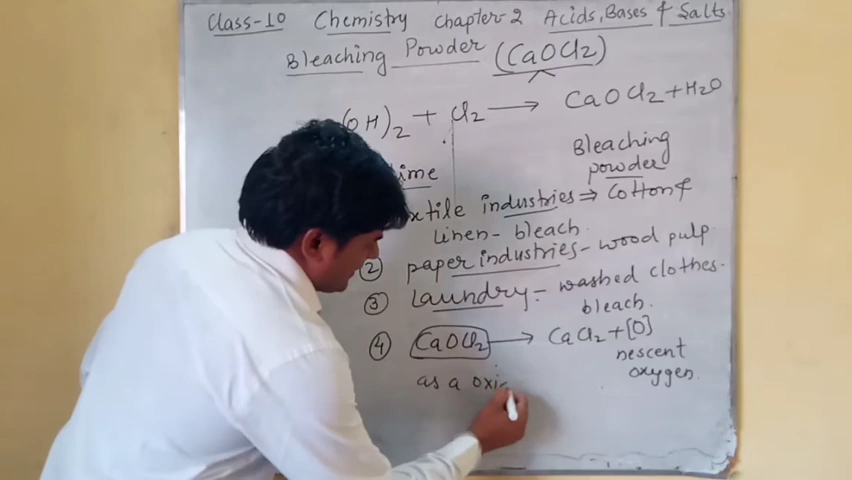 Class-10 Chemistry chapter-2 Acids, Bases & Salts
Bleaching Powder (CaOCl2)
(OH)2 + Cl2 → CaOCl2 + H2O
Bleaching
powder
lime
xtile industries ⇒ Cotton &
Linen - bleach.
② paper industries - wood pulp
③ Laundry - washed clothes.
bleach.
④ CaOCl2 → CaCl2 + [O]
nescent
oxygen.
as a oxi